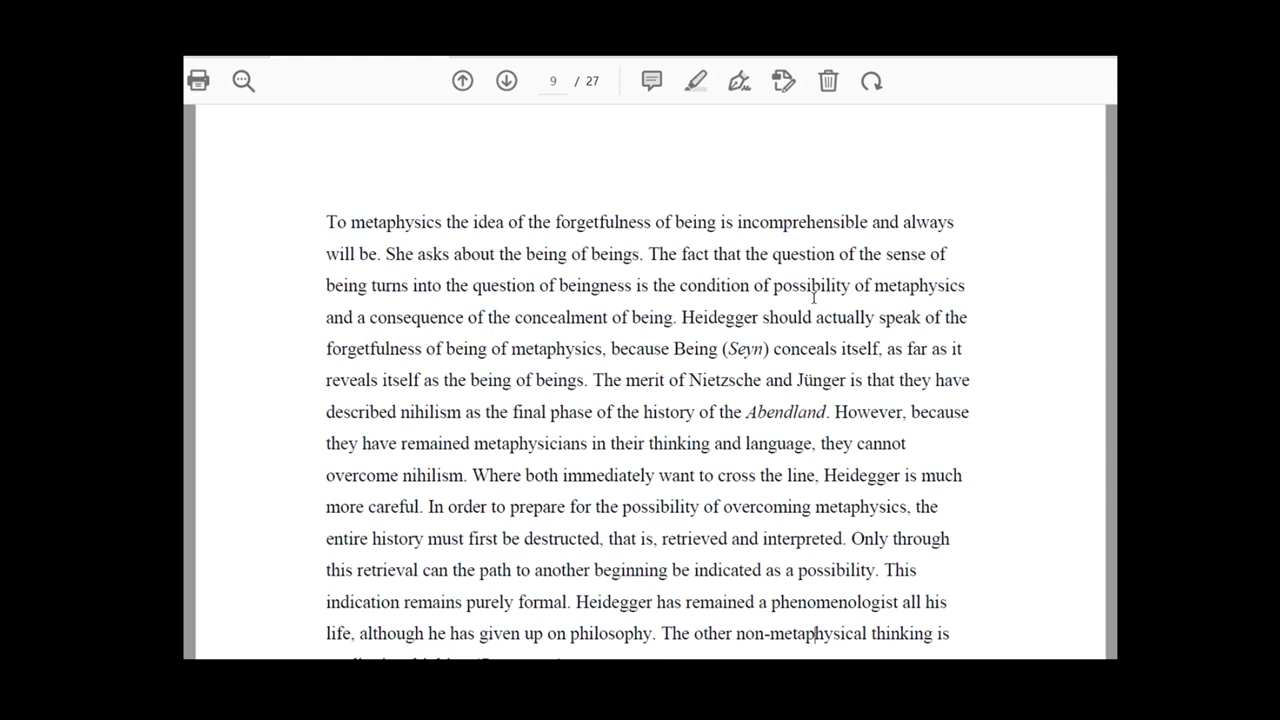 9 / 27
To metaphysics the idea of the forgetfulness of being is incomprehensible and always
will be. She asks about the being of beings. The fact that the question of the sense of
being turns into the question of beingness is the condition of possibility of metaphysics
and a consequence of the concealment of being. Heidegger should actually speak of the
forgetfulness of being of metaphysics, because Being (Seyn) conceals itself, as far as it
reveals itself as the being of beings. The merit of Nietzsche and Jünger is that they have
described nihilism as the final phase of the history of the Abendland. However, because
they have remained metaphysicians in their thinking and language, they cannot
overcome nihilism. Where both immediately want to cross the line, Heidegger is much
more careful. In order to prepare for the possibility of overcoming metaphysics, the
entire history must first be destructed, that is, retrieved and interpreted. Only through
this retrieval can the path to another beginning be indicated as a possibility. This
indication remains purely formal. Heidegger has remained a phenomenologist all his
life, although he has given up on philosophy. The other non-metaphysical thinking is